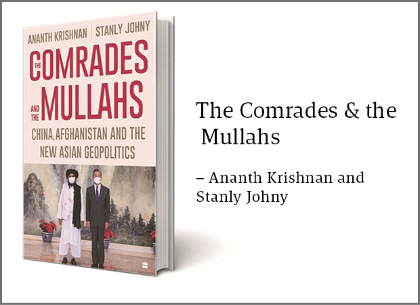 ANANTH KRISHNAN | STANLY JOHNY
THE COMRADES
AND THE MULLAHS
CHINA, AFGHANISTAN AND THE
NEW ASIAN GEOPOLITICS
The Comrades & the
Mullahs
– Ananth Krishnan and
Stanly Johny